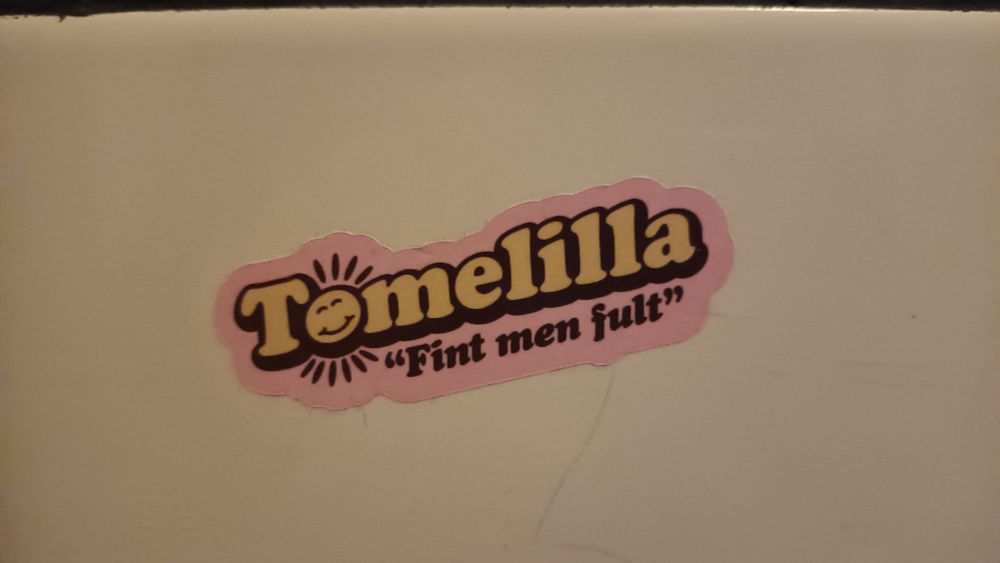 Tomelilla
“Fint men fult”